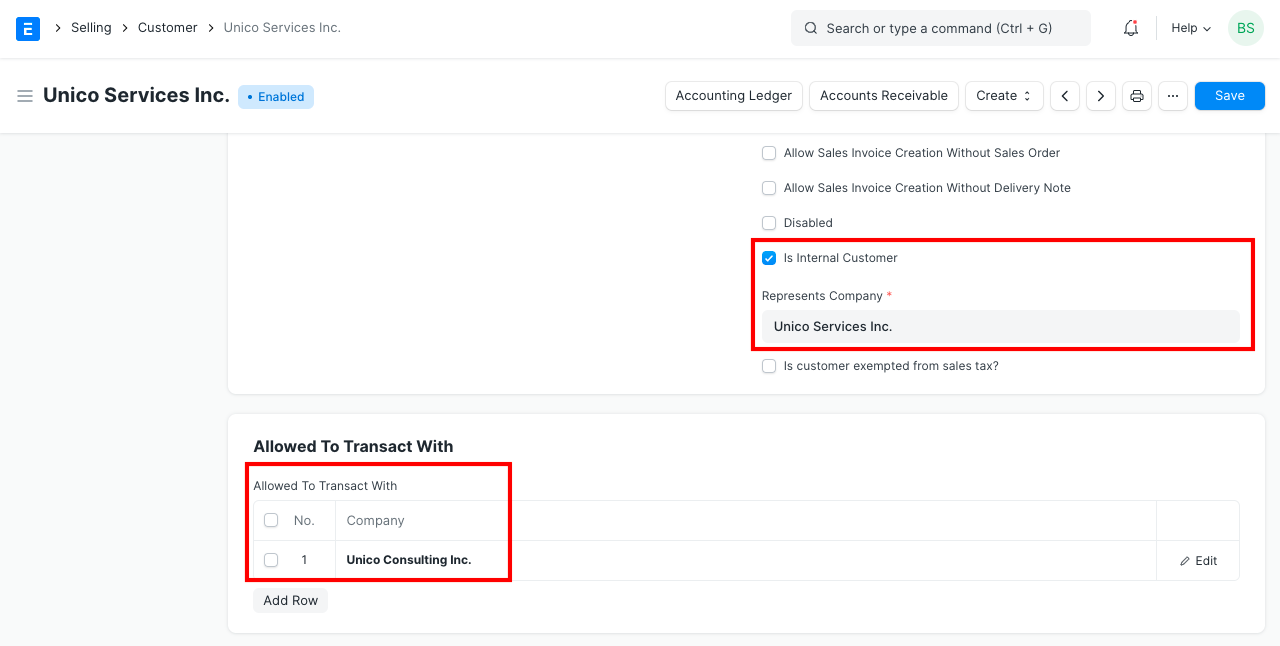 E Selling Customer Unico Services Inc. Search or type a command (Ctrl + G) Help BS
Unico Services Inc. Enabled Accounting Ledger Accounts Receivable Create ... Save
Allow Sales Invoice Creation Without Sales Order
Allow Sales Invoice Creation Without Delivery Note
Disabled
Is Internal Customer
Represents Company *
Unico Services Inc.
Is customer exempted from sales tax?
Allowed To Transact With
Allowed To Transact With
No. Company
1 Unico Consulting Inc. Edit
Add Row